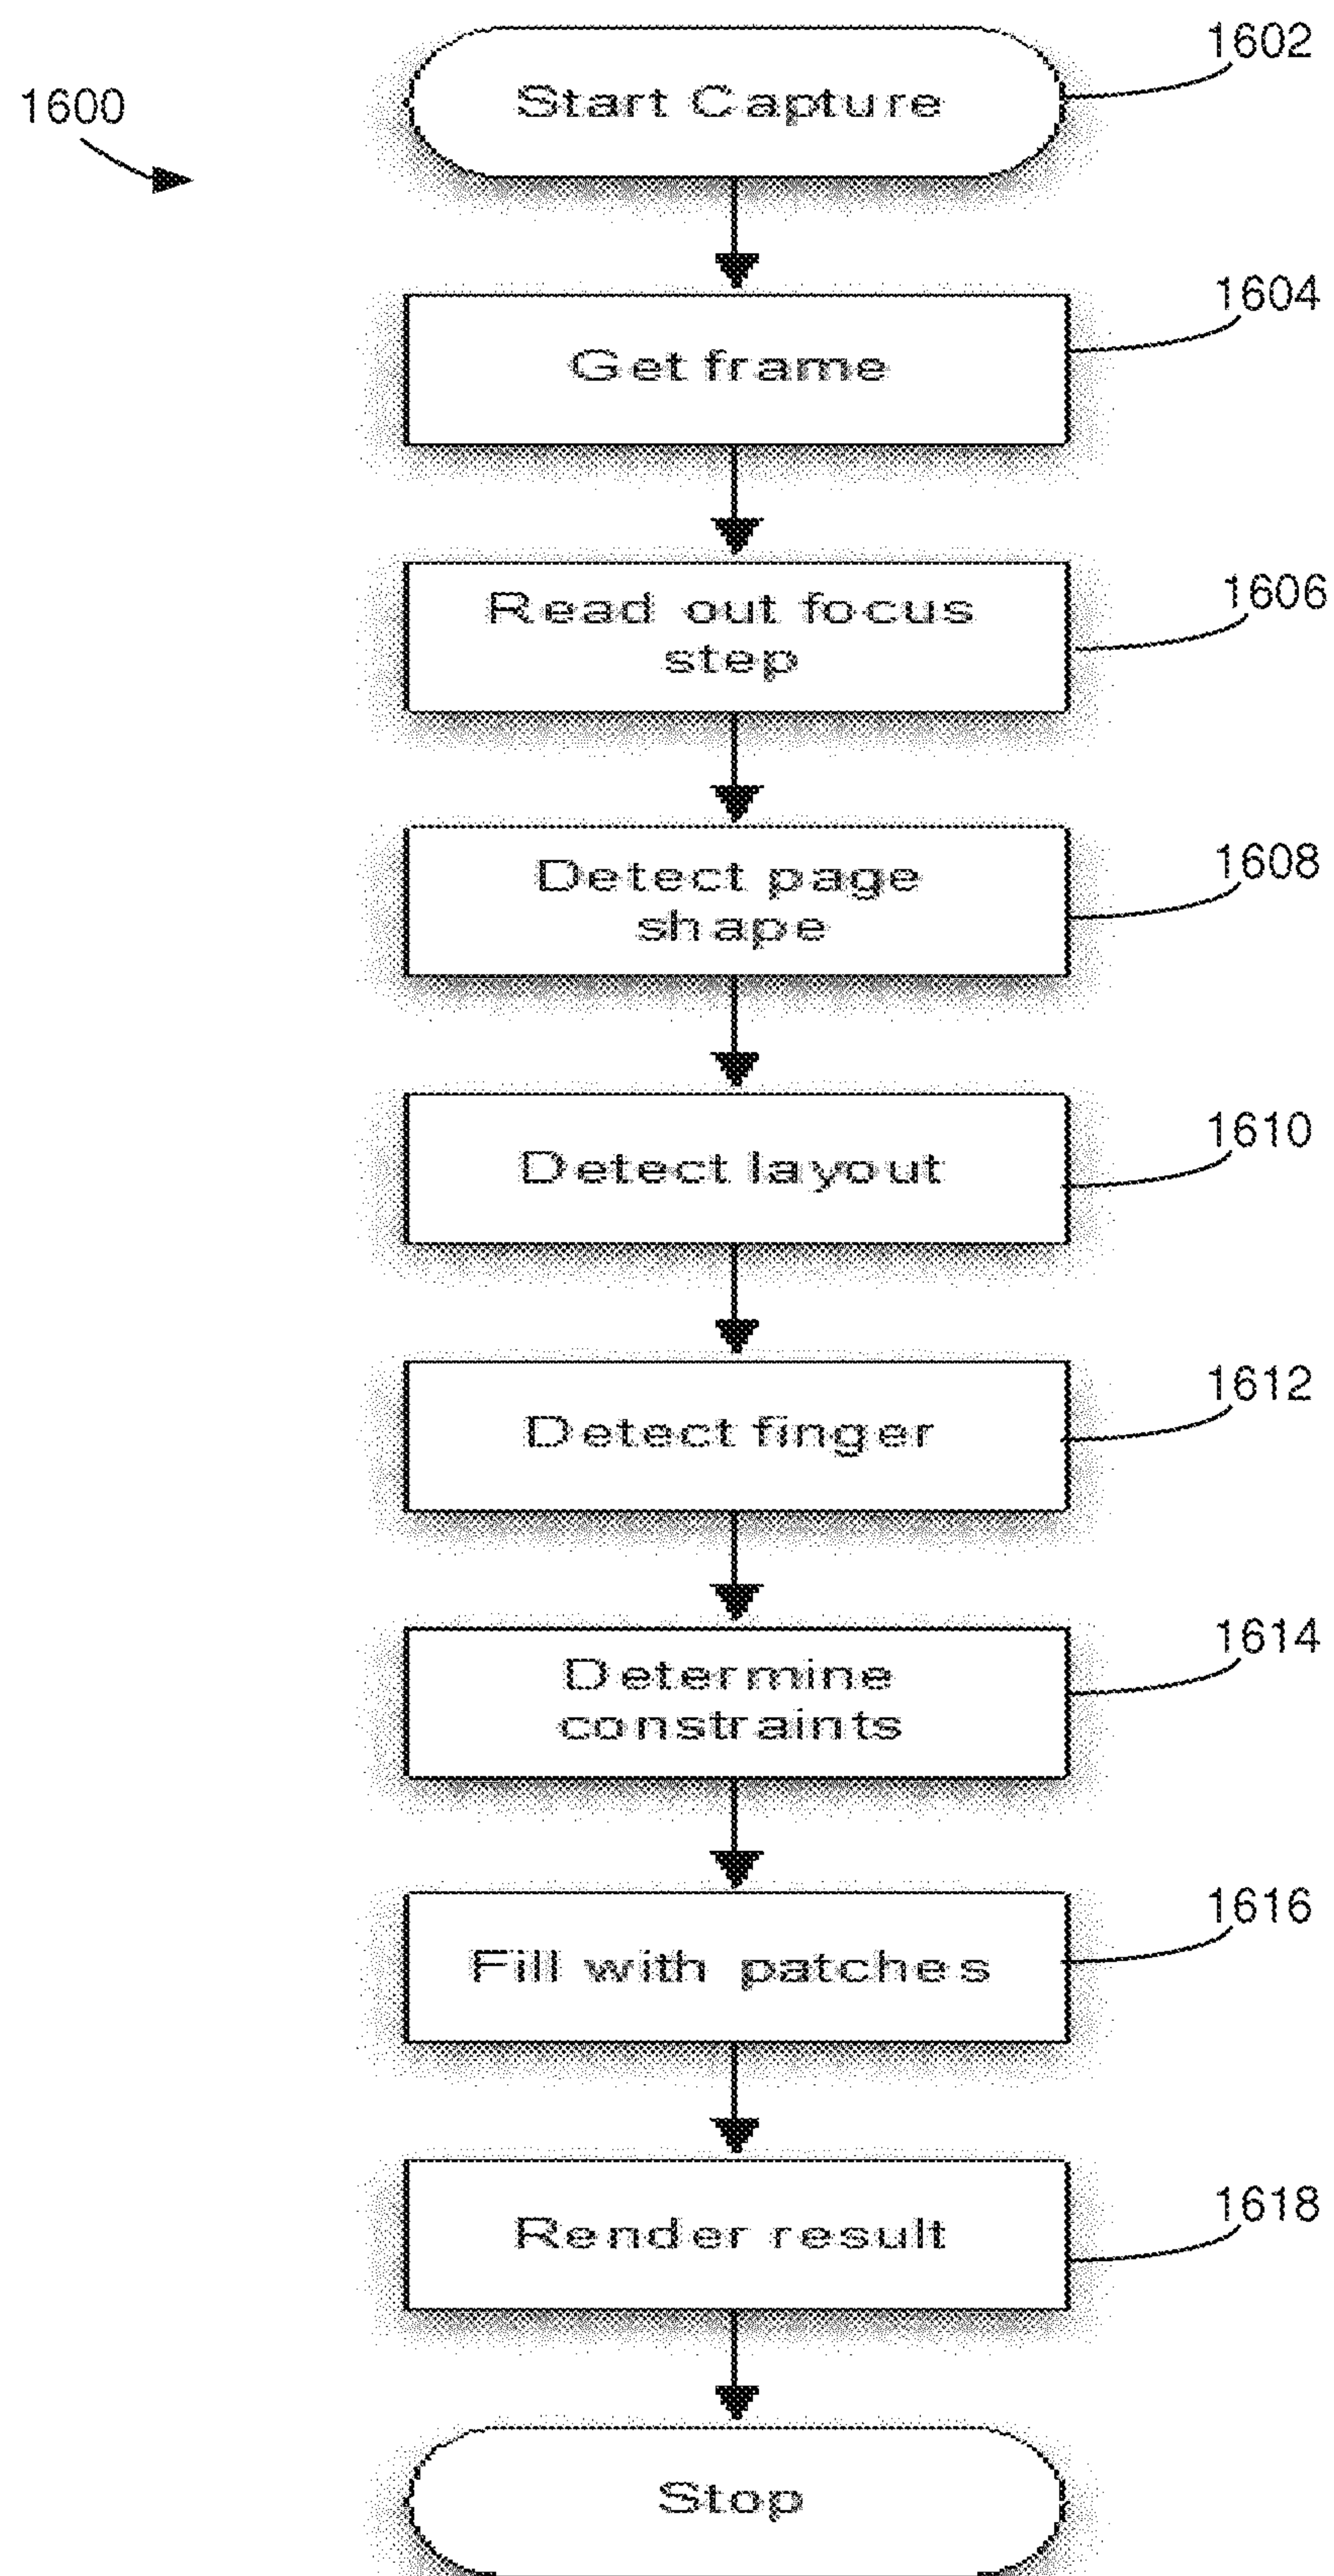 1602
Start Capture
1600
1604
Get frame
1606
Read out focus
step
1608
Detect page
shape
1610
Detect layout
1612
Detect finger
1614
Determine
constraints
1616
Fill with patches
1618
Render result
Stop